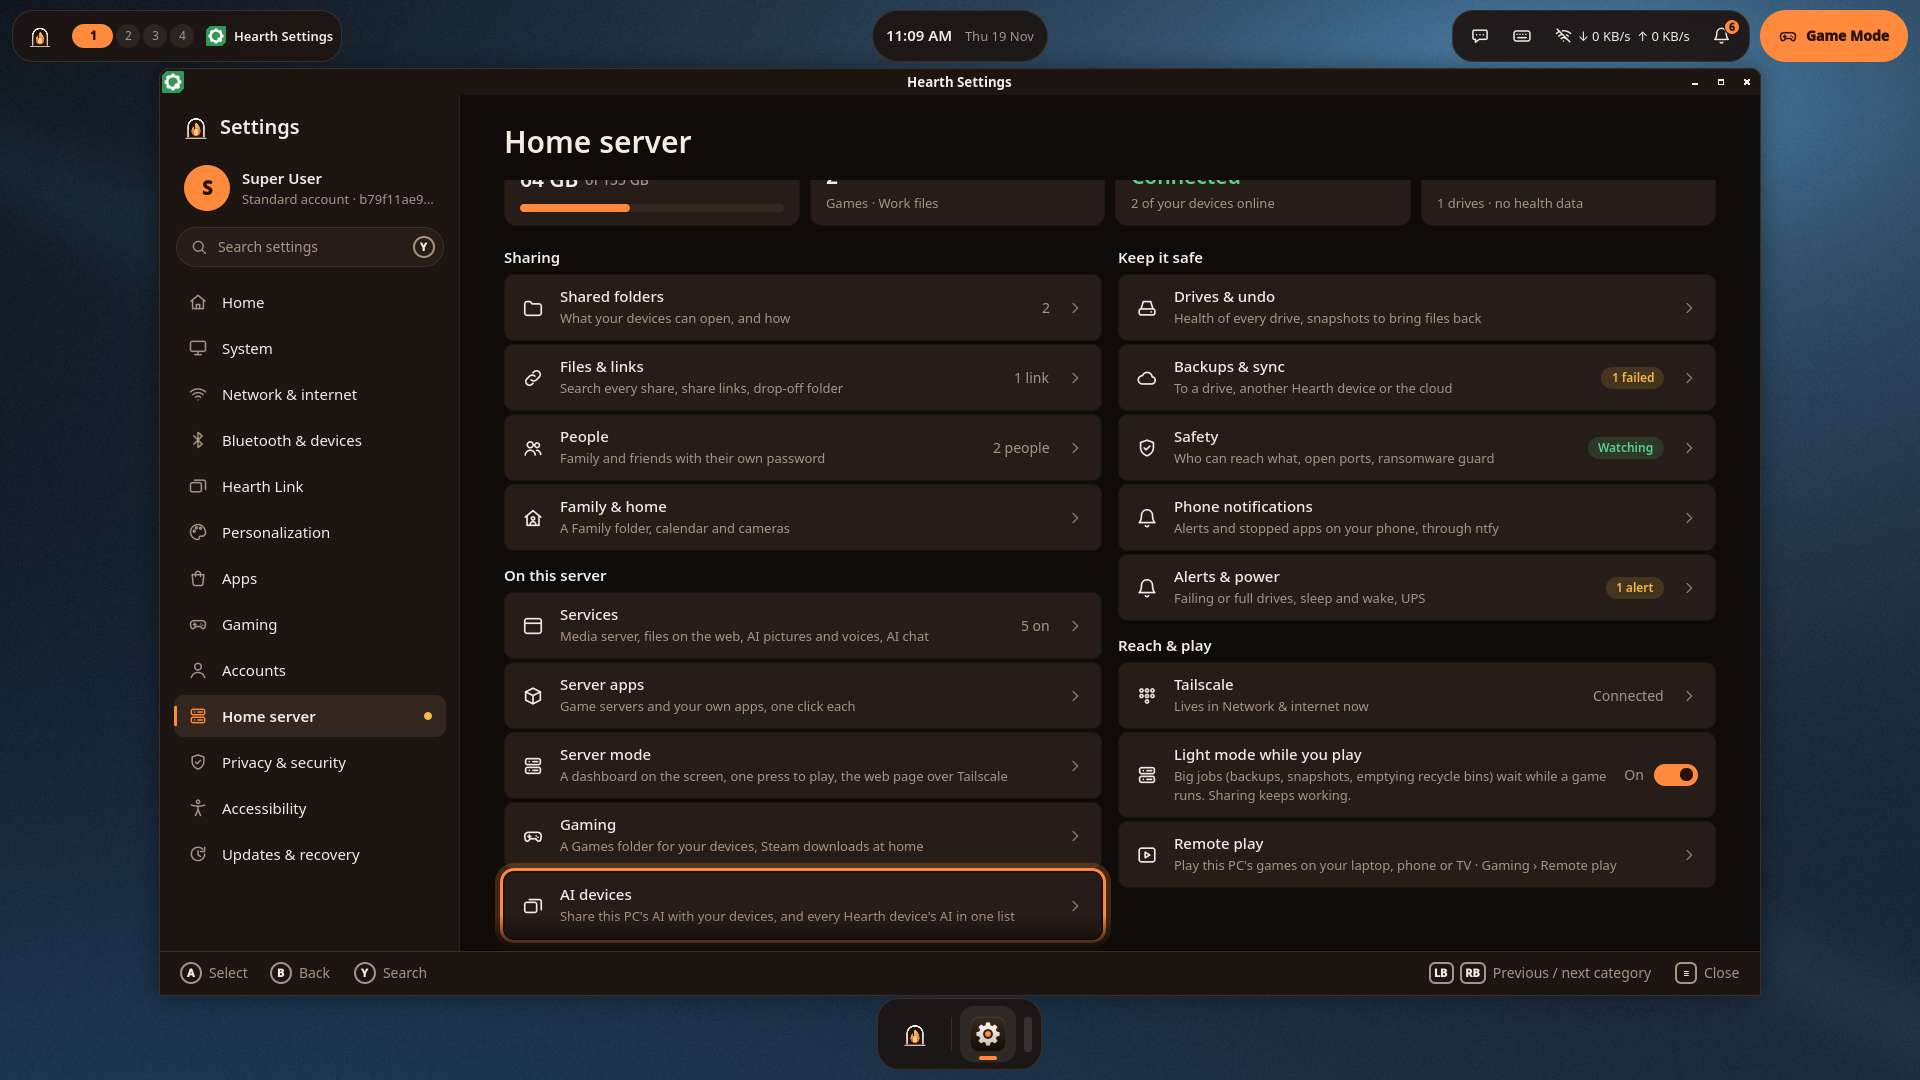 1 2 3 4 Hearth Settings
11:09 AM Thu 19 Nov
↓ 0 KB/s ↑ 0 KB/s
6
Game Mode
Hearth Settings
Settings
S
Super User
Standard account · b79f11ae9...
Search settings Y
Home
System
Network & internet
Bluetooth & devices
Hearth Link
Personalization
Apps
Gaming
Accounts
Home server
Privacy & security
Accessibility
Updates & recovery
Home server
Games · Work files
Connected
2 of your devices online
1 drives · no health data
Sharing
Shared folders
What your devices can open, and how
2
Files & links
Search every share, share links, drop-off folder
1 link
People
Family and friends with their own password
2 people
Family & home
A Family folder, calendar and cameras
On this server
Services
Media server, files on the web, AI pictures and voices, AI chat
5 on
Server apps
Game servers and your own apps, one click each
Server mode
A dashboard on the screen, one press to play, the web page over Tailscale
Gaming
A Games folder for your devices, Steam downloads at home
AI devices
Share this PC's AI with your devices, and every Hearth device's AI in one list
Keep it safe
Drives & undo
Health of every drive, snapshots to bring files back
Backups & sync
To a drive, another Hearth device or the cloud
1 failed
Safety
Who can reach what, open ports, ransomware guard
Watching
Phone notifications
Alerts and stopped apps on your phone, through ntfy
Alerts & power
Failing or full drives, sleep and wake, UPS
1 alert
Reach & play
Tailscale
Lives in Network & internet now
Connected
Light mode while you play
Big jobs (backups, snapshots, emptying recycle bins) wait while a game
runs. Sharing keeps working.
On
Remote play
Play this PC's games on your laptop, phone or TV · Gaming › Remote play
A Select B Back Y Search
LB RB Previous / next category ≡ Close